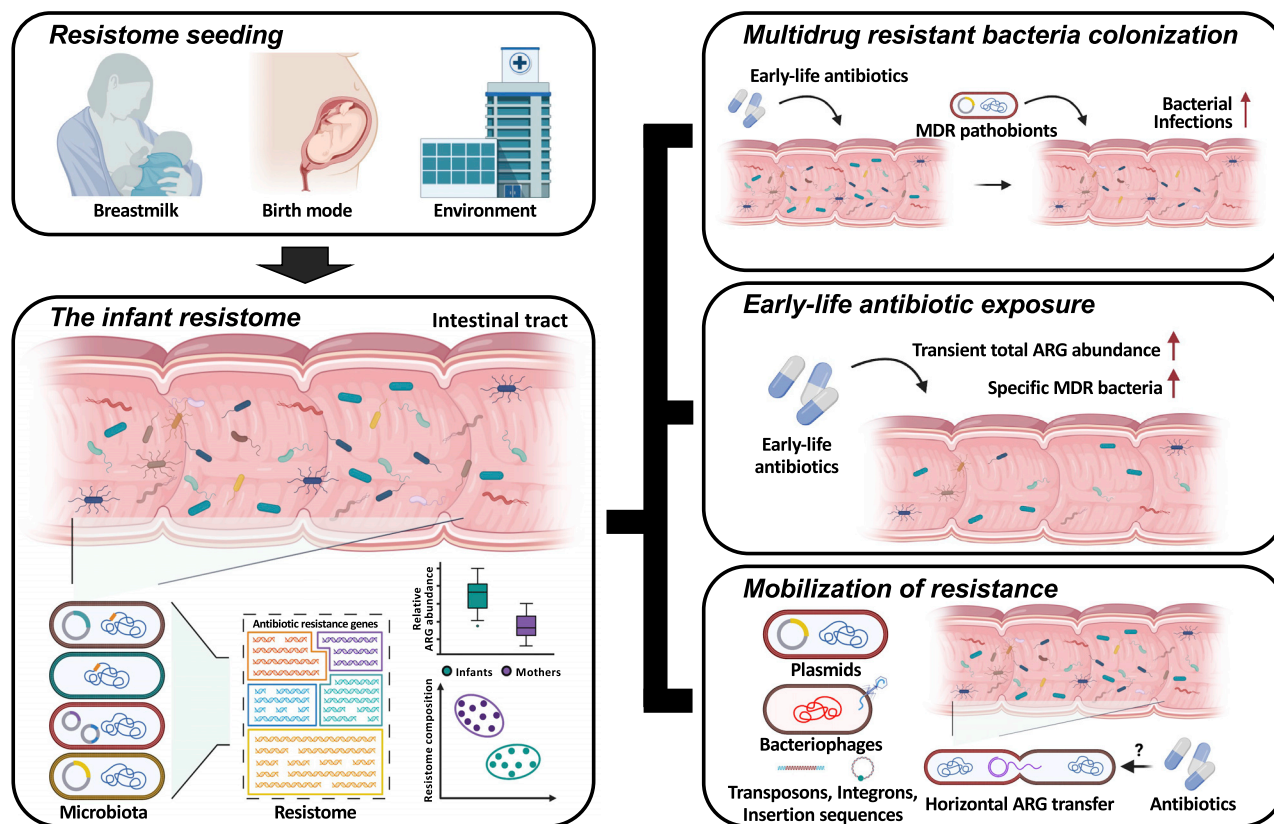 Resistome seeding
Breastmilk
Birth mode
Environment
The infant resistome
Intestinal tract
Microbiota
Antibiotic resistance genes
Resistome
Relative
ARG abundance
Infants
Mothers
Resistome composition
Multidrug resistant bacteria colonization
Early-life antibiotics
MDR pathobionts
Bacterial
Infections
Early-life antibiotic exposure
Transient total ARG abundance
Specific MDR bacteria
Early-life
antibiotics
Mobilization of resistance
Plasmids
Bacteriophages
Transposons, Integrons,
Insertion sequences
Horizontal ARG transfer
?
Antibiotics